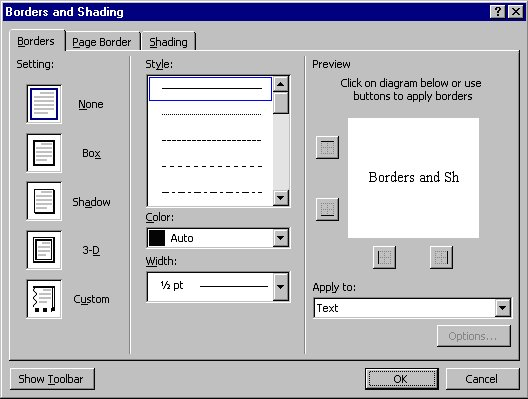 Borders and Shading
Borders
Page Border
Shading
Setting:
None
Box
Shadow
3-D
Custom
Style:
Color:
Auto
Width:
½ pt
Preview
Click on diagram below or use
buttons to apply borders
Borders and Sh
Apply to:
Text
Options...
Show Toolbar
OK
Cancel